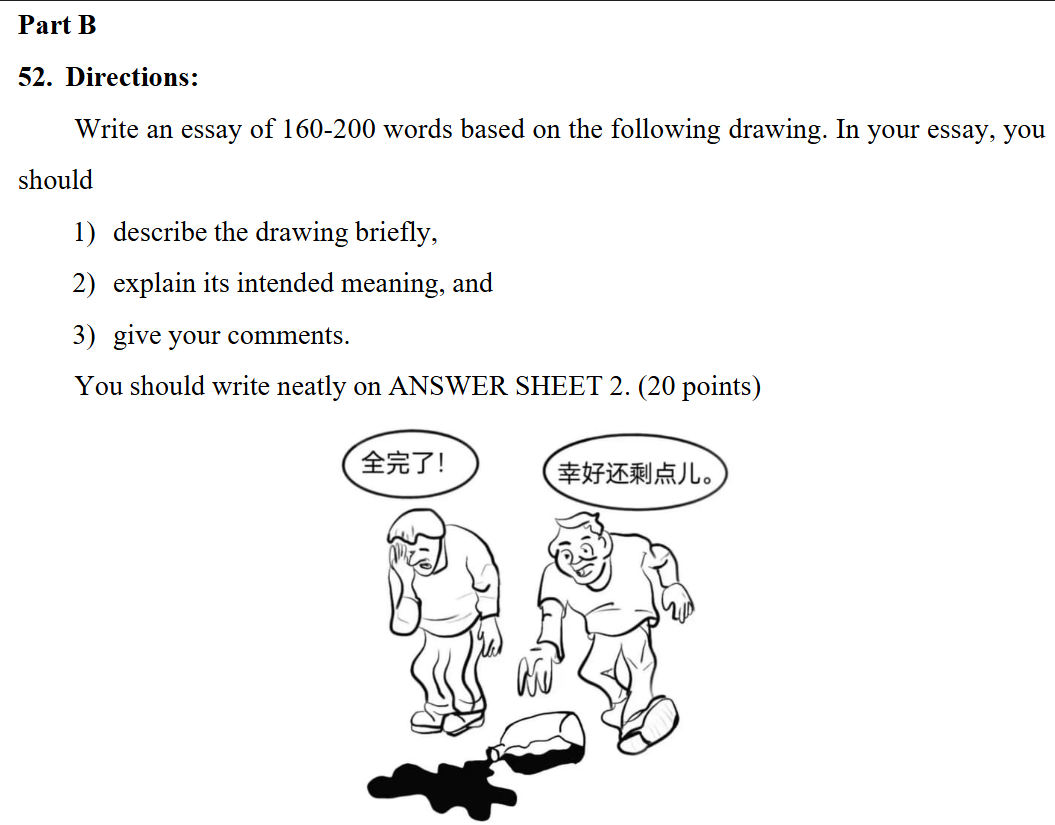 Part B
52. Directions:
Write an essay of 160-200 words based on the following drawing. In your essay, you
should
1) describe the drawing briefly,
2) explain its intended meaning, and
3) give your comments.
You should write neatly on ANSWER SHEET 2. (20 points)
全完了!
幸好还剩点儿。